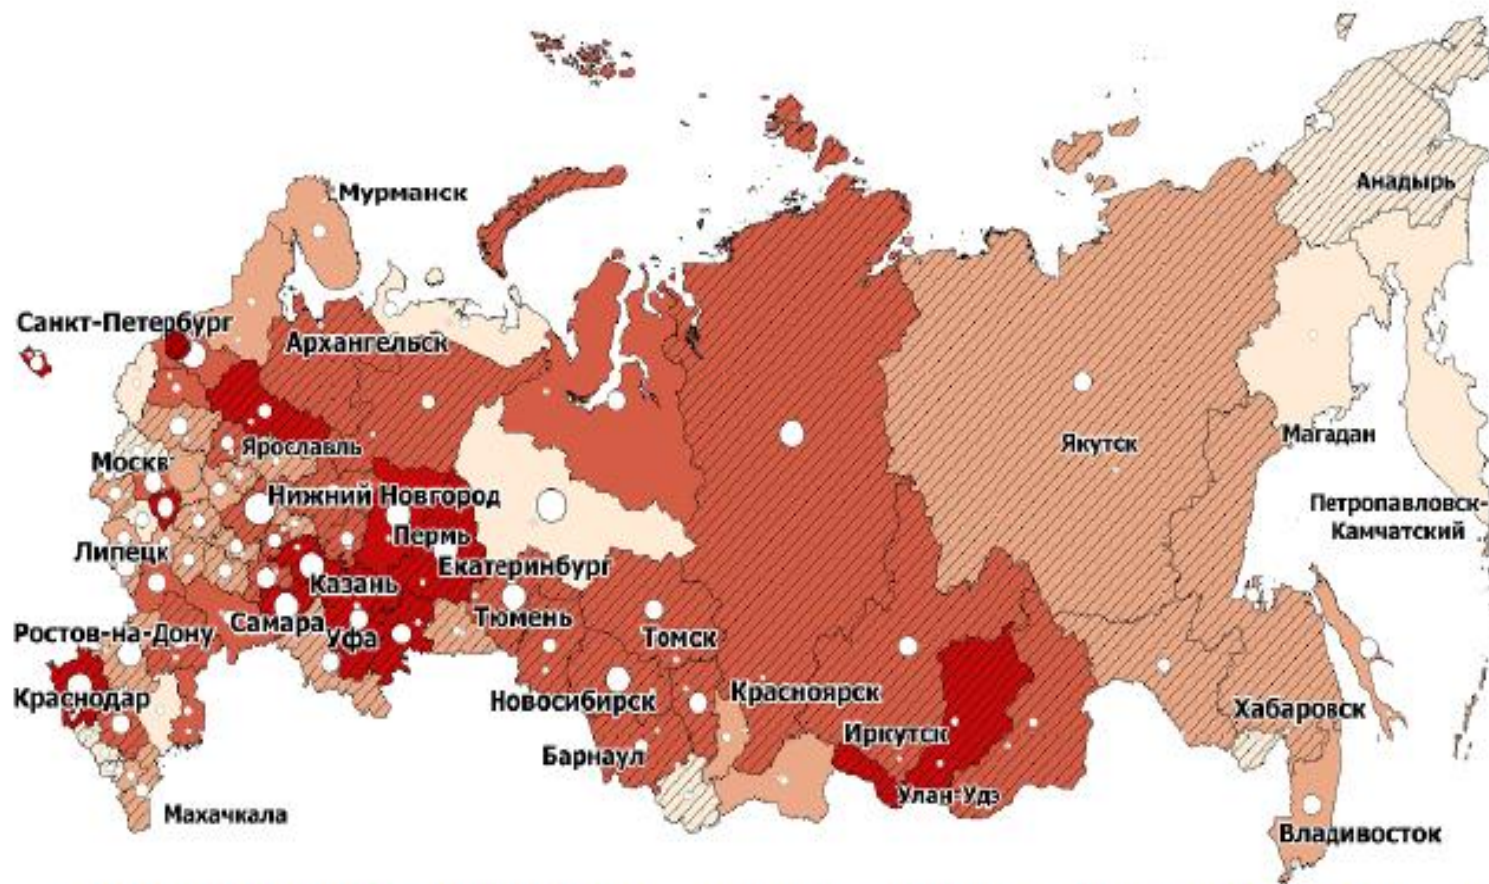 Анадырь
Мурманск
Санкт-Петербург
Архангельск
Ярославль
Якутск
Магадан
Москв
Нижний Новгород
Петропавловск-
Камчатский
Пермь
Липецк
Екатеринбург
Казань
Тюмень
Самара
Уфа
Томск
Ростов-на-Дону
Краснодар
Новосибирск
Красноярск
Хабаровск
Иркутск
Барнаул
Улан-Удэ
Махачкала
Владивосток